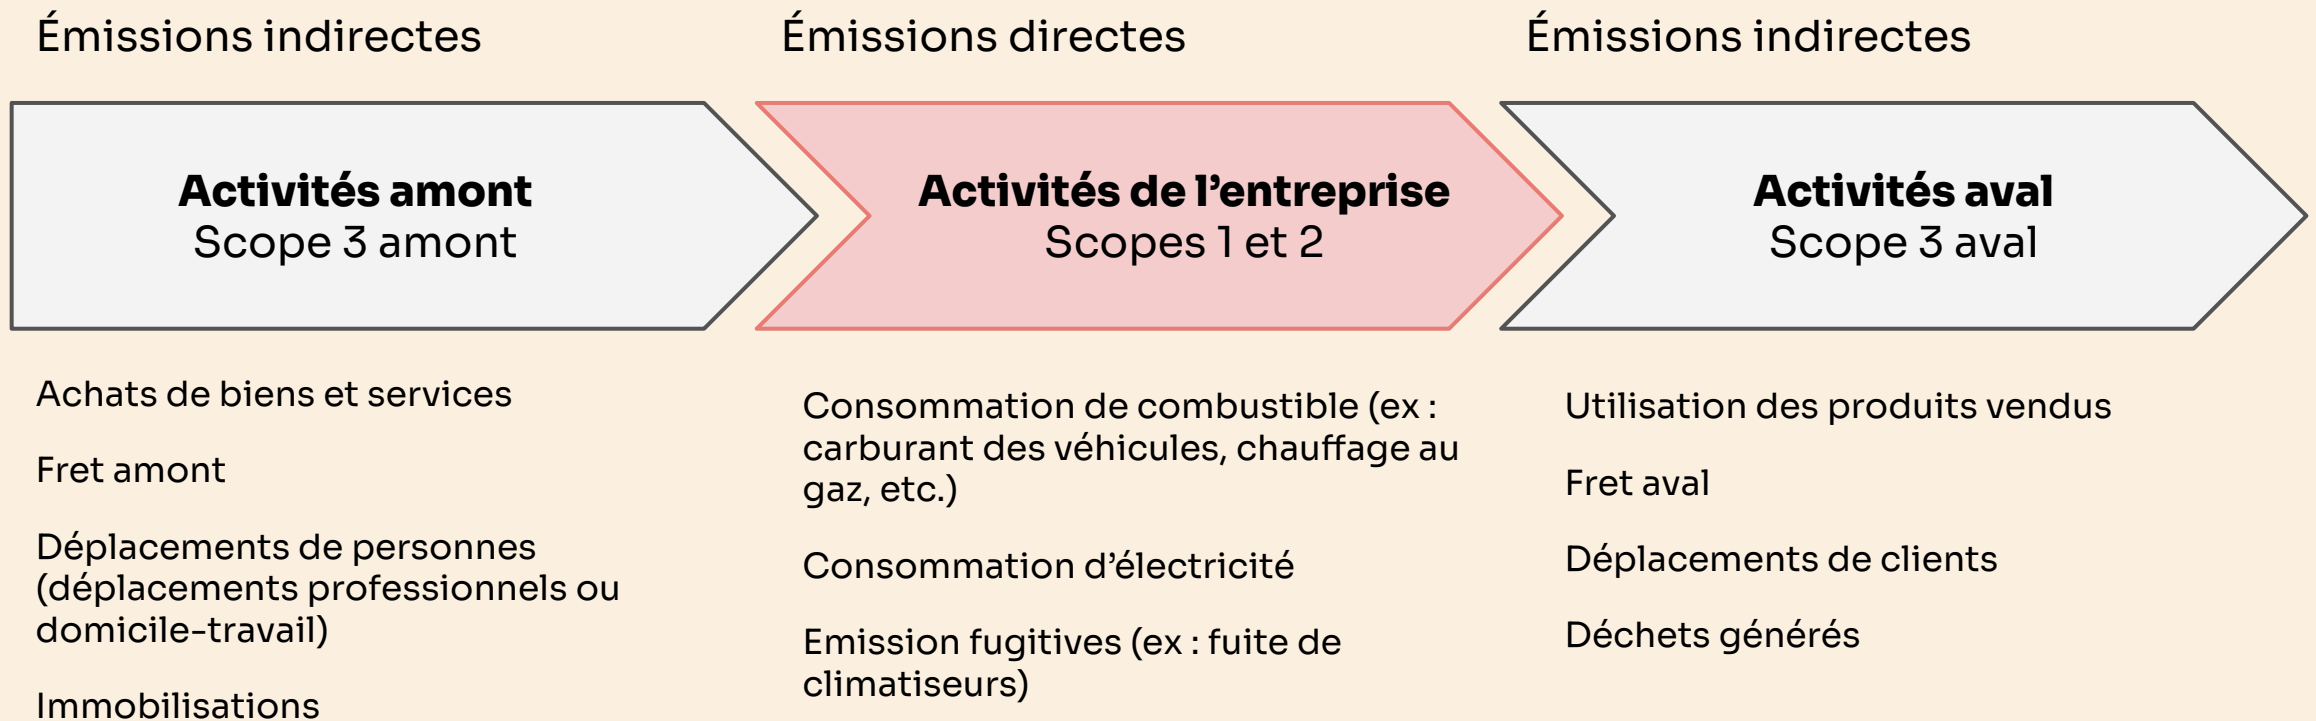 Émissions indirectes
Émissions directes
Émissions indirectes
Activités amont
Scope 3 amont
Activités de l’entreprise
Scopes 1 et 2
Activités aval
Scope 3 aval
Achats de biens et services
Fret amont
Déplacements de personnes
(déplacements professionnels ou
domicile-travail)
Immobilisations
Consommation de combustible (ex :
carburant des véhicules, chauffage au
gaz, etc.)
Consommation d’électricité
Emission fugitives (ex : fuite de
climatiseurs)
Utilisation des produits vendus
Fret aval
Déplacements de clients
Déchets générés